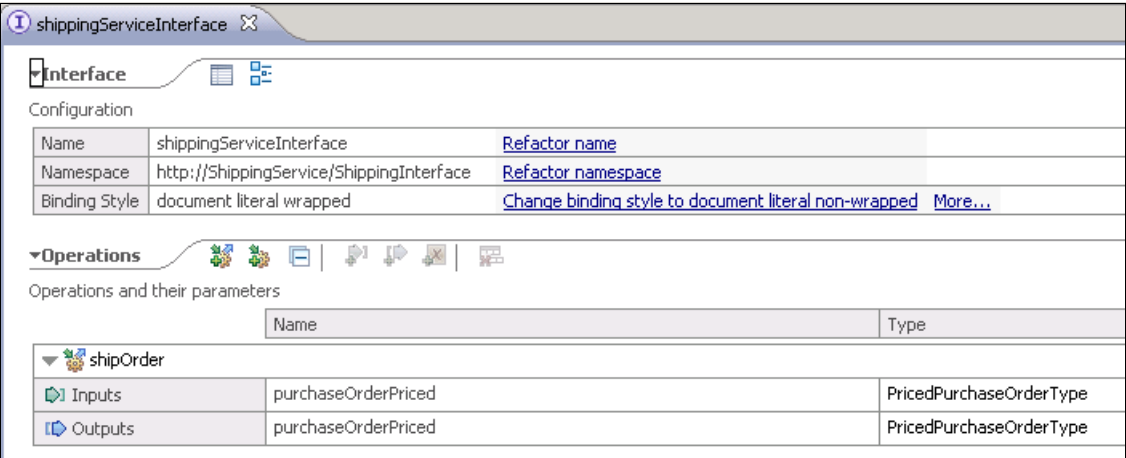 shippingServiceInterface
Interface
Configuration
Name shippingServiceInterface Refactor name
Namespace http://ShippingService/ShippingInterface Refactor namespace
Binding Style document literal wrapped Change binding style to document literal non-wrapped More...
Operations
Operations and their parameters
Name Type
shipOrder
Inputs purchaseOrderPriced PricedPurchaseOrderType
Outputs purchaseOrderPriced PricedPurchaseOrderType